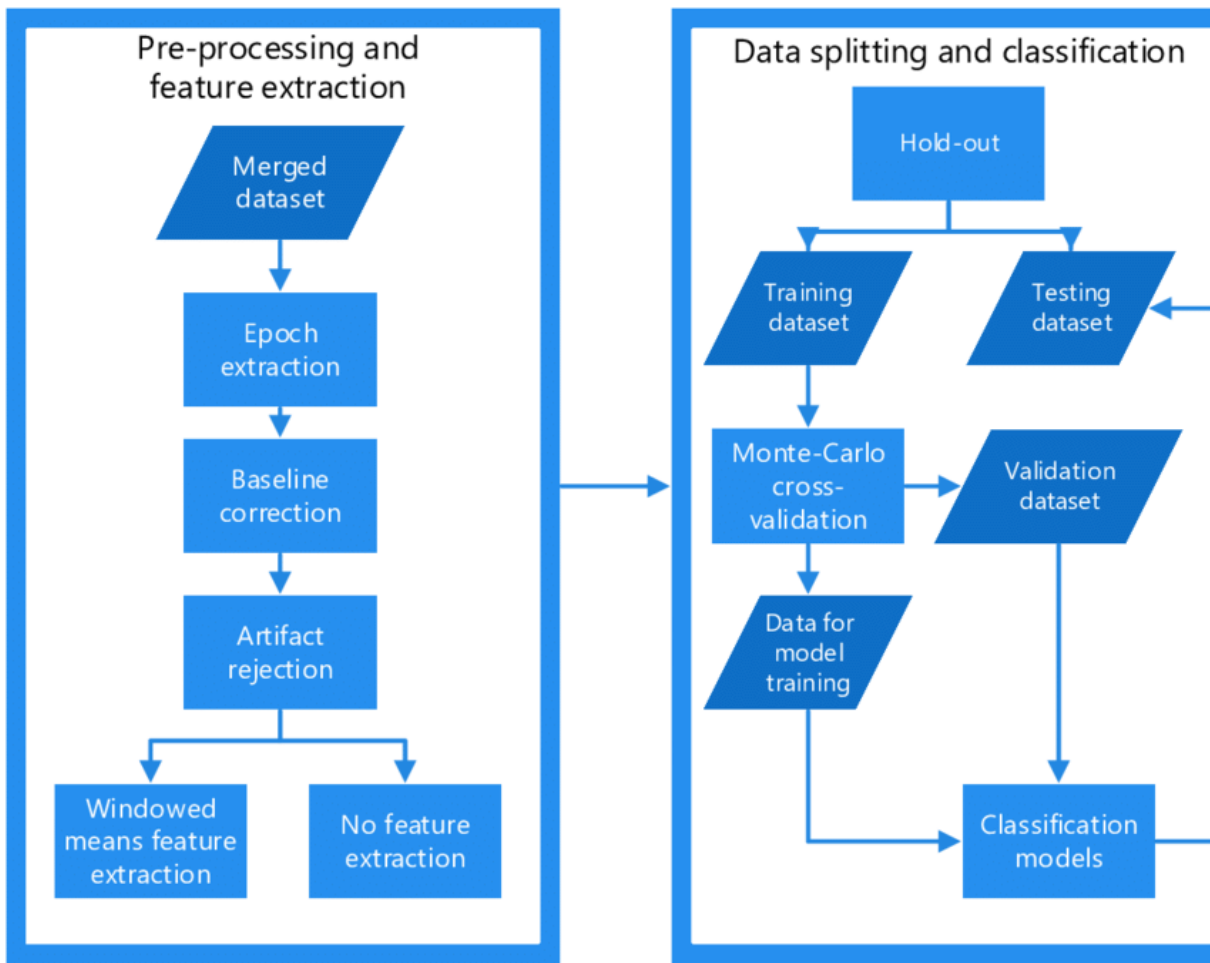 Pre-processing and
feature extraction
Merged
dataset
Epoch
extraction
Baseline
correction
Artifact
rejection
Windowed
means feature
extraction
No feature
extraction
Data splitting and classification
Hold-out
Training
dataset
Testing
dataset
Monte-Carlo
cross-
validation
Validation
dataset
Data for
model
training
Classification
models